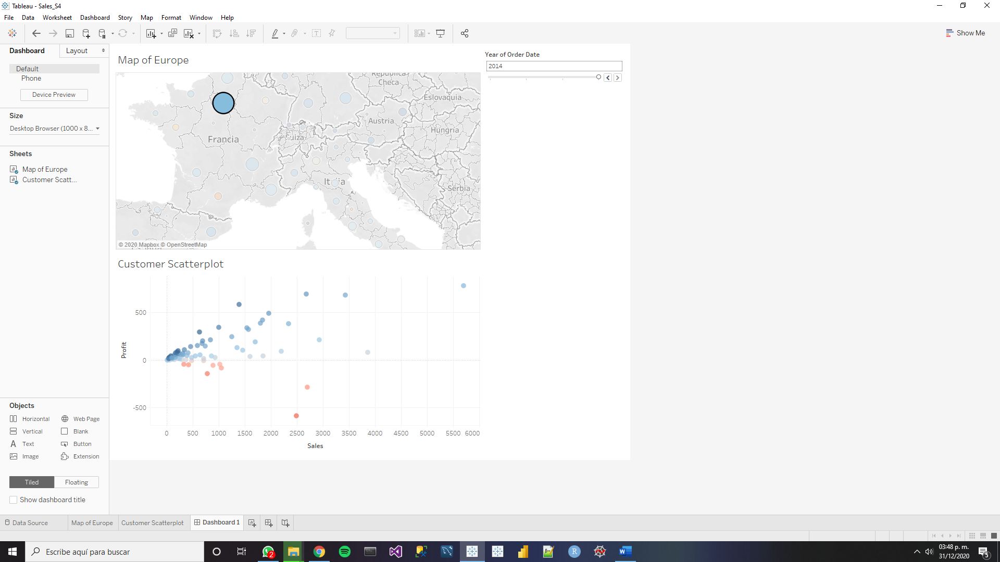 Tableau - Sales_S4
File Data Worksheet Dashboard Story Map Format Window Help
Show Me
Dashboard Layout
Default
Phone
Device Preview
Size
Desktop Browser (1000 x 8...
Sheets
Map of Europe
Customer Scatt...
Objects
Horizontal Web Page
Vertical Blank
Text Button
Image Extension
Tiled Floating
Show dashboard title
Map of Europe
República
Checa
Eslovaquia
Austria
Hungría
Francia
Suiza
Serbia
© 2020 Mapbox © OpenStreetMap
Year of Order Date
2014
Customer Scatterplot
Profit
500
0
-500
0 500 1000 1500 2000 2500 3000 3500 4000 4500 5000 5500 6000
Sales
Data Source Map of Europe Customer Scatterplot Dashboard 1
Escribe aquí para buscar
2
R
W
03:48 p. m.
31/12/2020
5